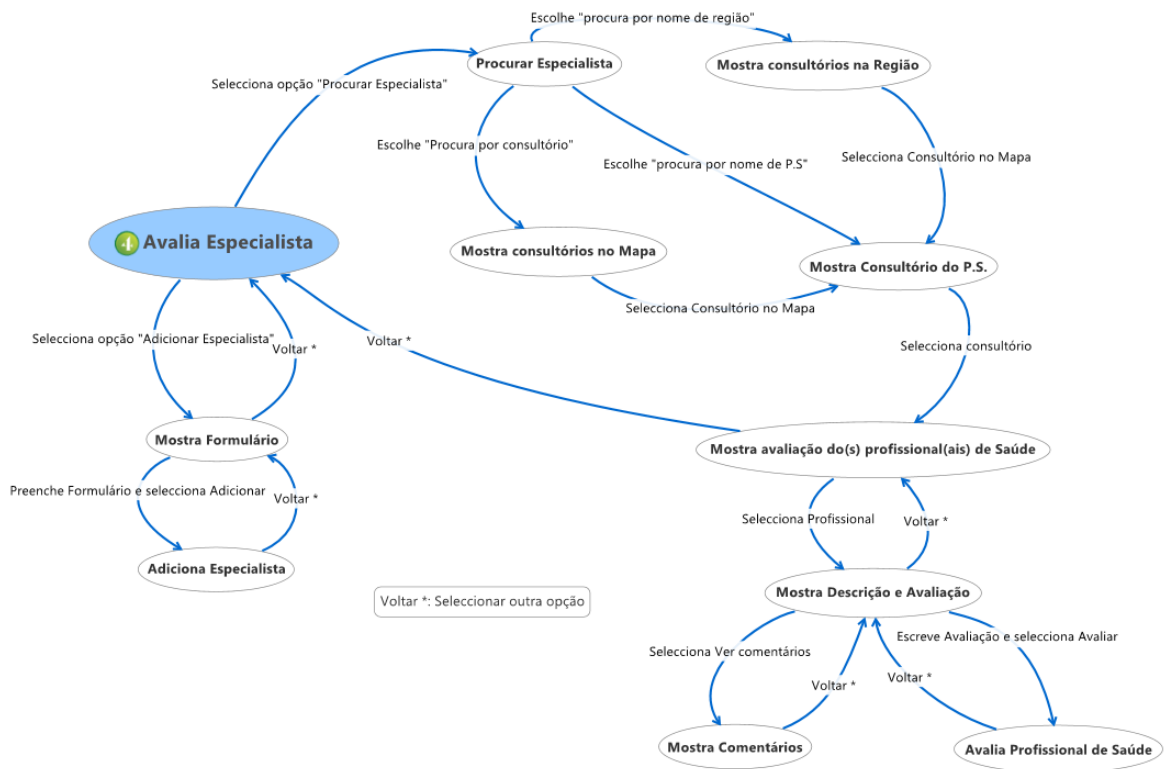 Escolhe "procura por nome de região"
Procurar Especialista
Mostra consultórios na Região
Selecciona opção "Procurar Especialista"
Escolhe "Procura por consultório"
Escolhe "procura por nome de P.S"
Selecciona Consultório no Mapa
4 Avalia Especialista
Mostra consultórios no Mapa
Mostra Consultório do P.S.
Selecciona Consultório no Mapa
Selecciona opção "Adicionar Especialista"
Voltar *
Voltar *
Selecciona consultório
Mostra Formulário
Mostra avaliação do(s) profissional(ais) de Saúde
Preenche Formulário e selecciona Adicionar
Voltar *
Selecciona Profissional
Voltar *
Adiciona Especialista
Mostra Descrição e Avaliação
Voltar *: Seleccionar outra opção
Escreve Avaliação e selecciona Avaliar
Selecciona Ver comentários
Voltar *
Voltar *
Mostra Comentários
Avalia Profissional de Saúde